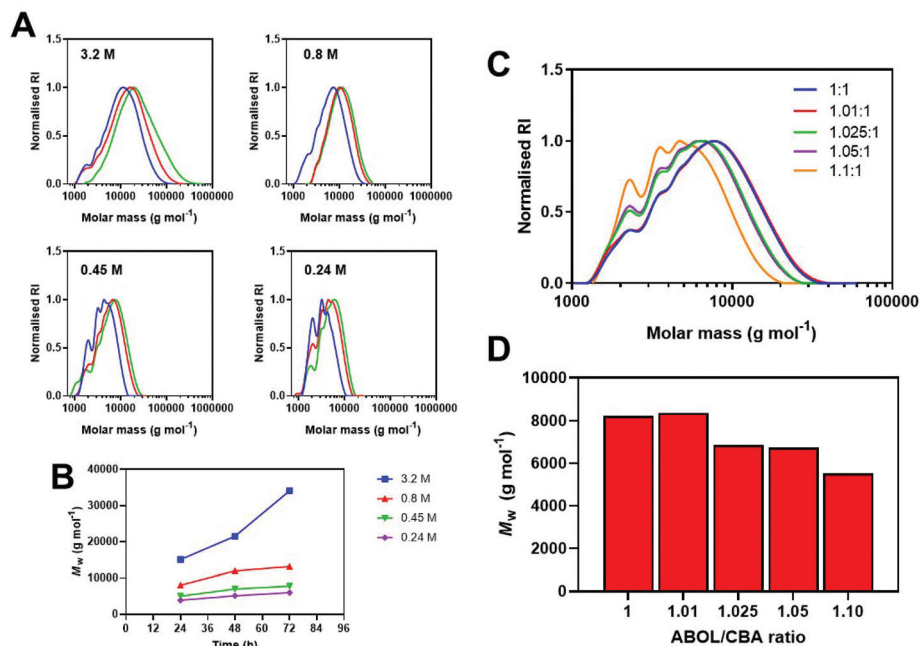 A
3.2 M
Normalised RI
1.5
1.0
0.5
0.0
1000 10000 100000 1000000
Molar mass (g mol-1)
0.8 M
Normalised RI
1.5
1.0
0.5
0.0
1000 10000 100000 1000000
Molar mass (g mol-1)
0.45 M
Normalised RI
1.5
1.0
0.5
0.0
1000 10000 100000 1000000
Molar mass (g mol-1)
0.24 M
Normalised RI
1.5
1.0
0.5
0.0
1000 10000 100000 1000000
Molar mass (g mol-1)
B
Mw (g mol-1)
40000
30000
20000
10000
0
0 12 24 36 48 60 72 84 96
Time (h)
3.2 M
0.8 M
0.45 M
0.24 M
C
Normalised RI
1.5
1.0
0.5
0.0
1000 10000 100000
Molar mass (g mol-1)
1:1
1.01:1
1.025:1
1.05:1
1.1:1
D
Mw (g mol-1)
10000
8000
6000
4000
2000
0
1 1.01 1.025 1.05 1.10
ABOL/CBA ratio